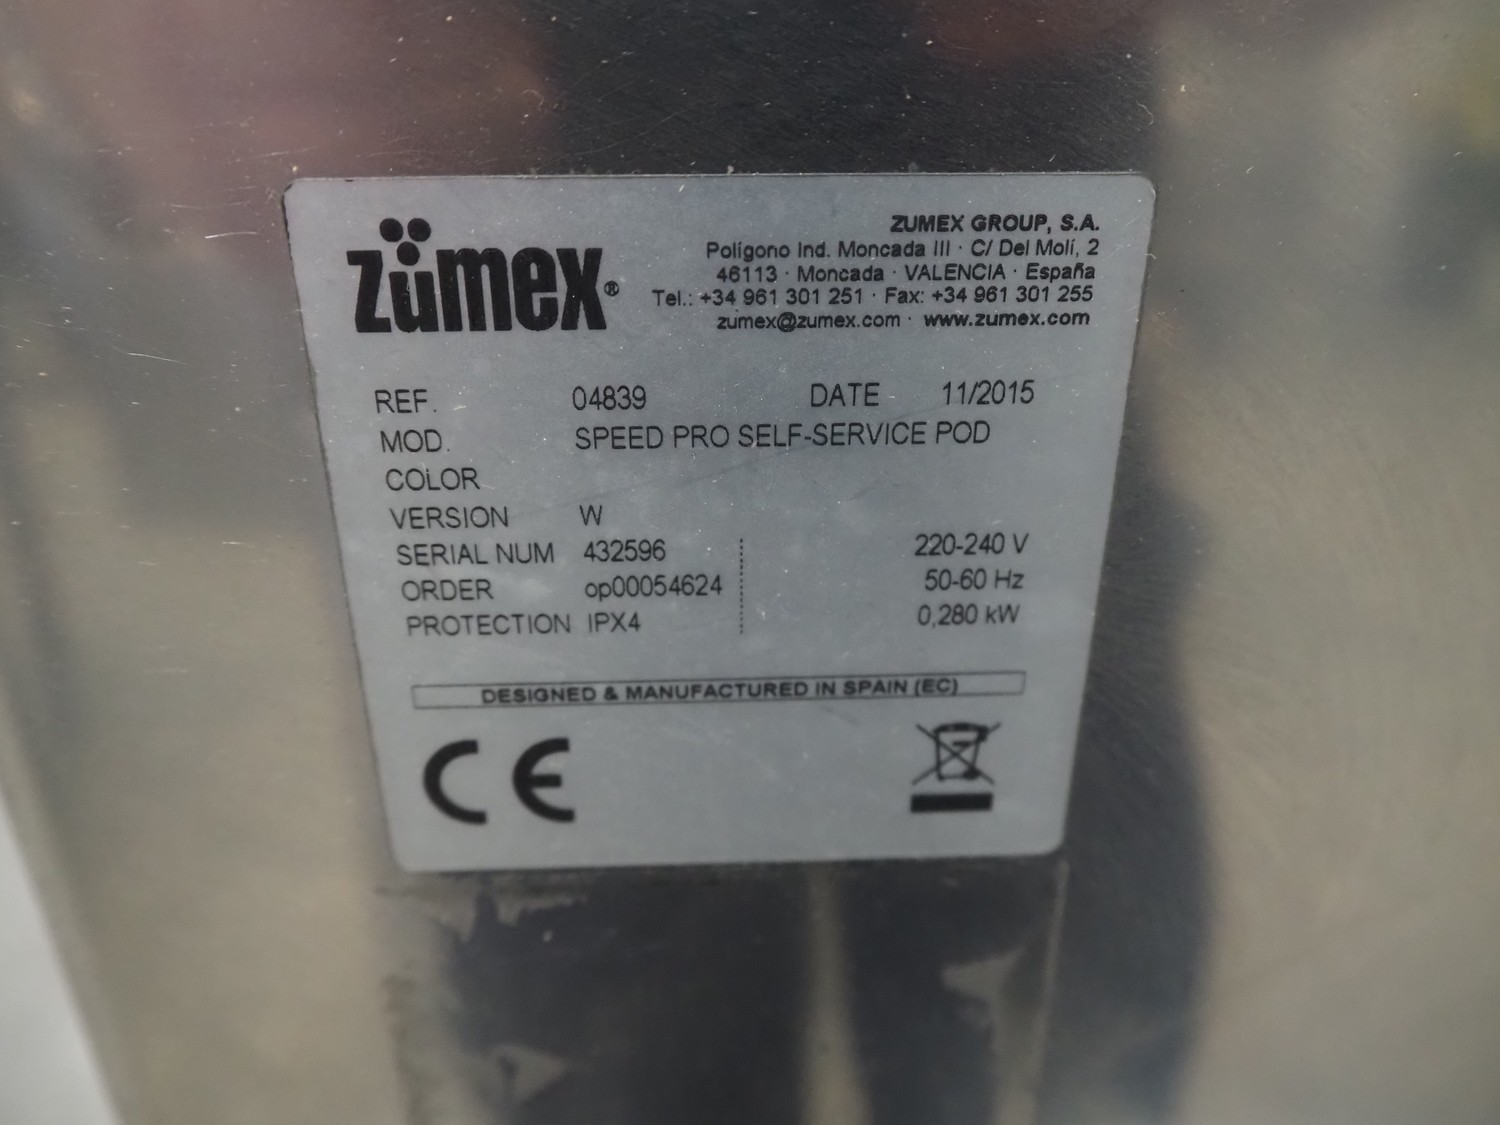 zümex®
ZUMEX GROUP, S.A.
Polígono Ind. Moncada III · C/ Del Molí, 2
46113 · Moncada · VALENCIA · España
Tel.: +34 961 301 251 · Fax: +34 961 301 255
zumex@zumex.com · www.zumex.com
REF. 04839 DATE 11/2015
MOD. SPEED PRO SELF-SERVICE POD
COLOR
VERSION W
SERIAL NUM 432596 220-240 V
ORDER op00054624 50-60 Hz
PROTECTION IPX4 0,280 kW
DESIGNED & MANUFACTURED IN SPAIN (EC)
CE